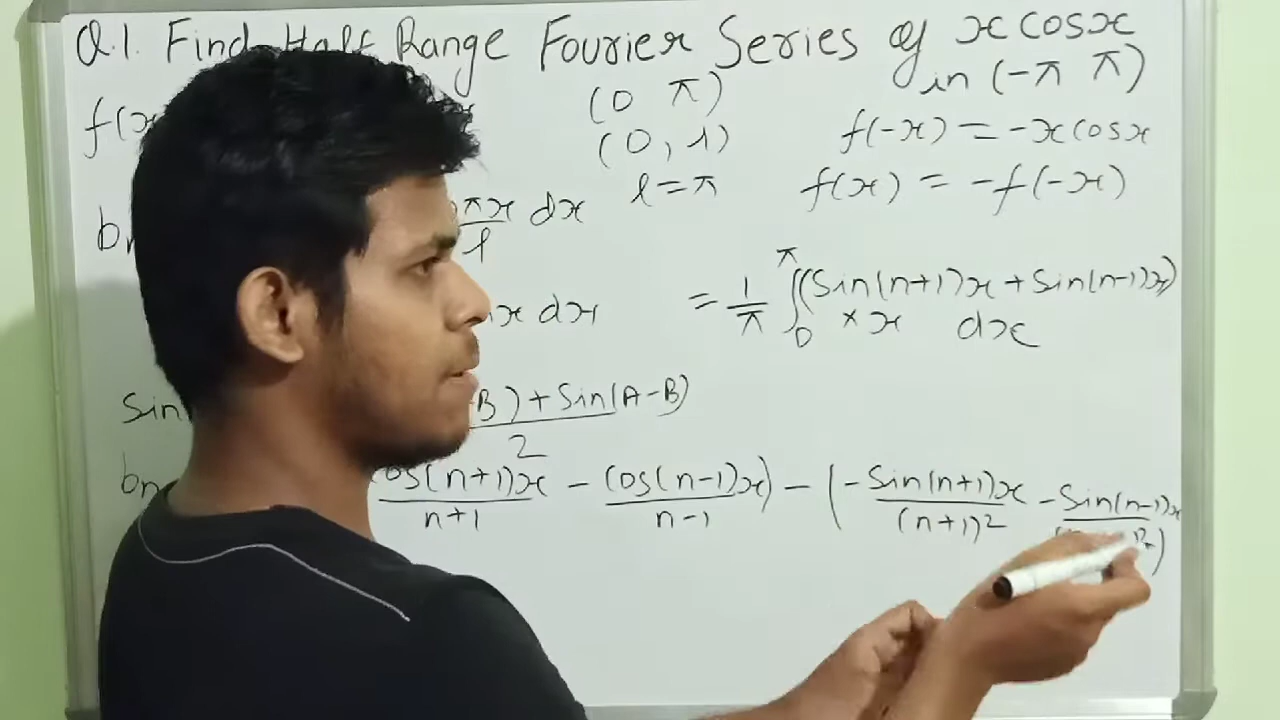 Q.1. Find Half Range Fourier Series of x cosx
in (-π π)
f(x
(0 π)
(0, l)
l = π
f(-x) = -x cosx
f(x) = -f(-x)
bn
πx/l dx
x dx
= 1/π ∫₀^π (Sin(n+1)x + Sin(n-1)x)
× x dx
Sin
B) + Sin(A-B)
2
bn
cos(n+1)x/n+1 - cos(n-1)x/n-1) - (-Sin(n+1)x/(n+1)² - Sin(n-1)x